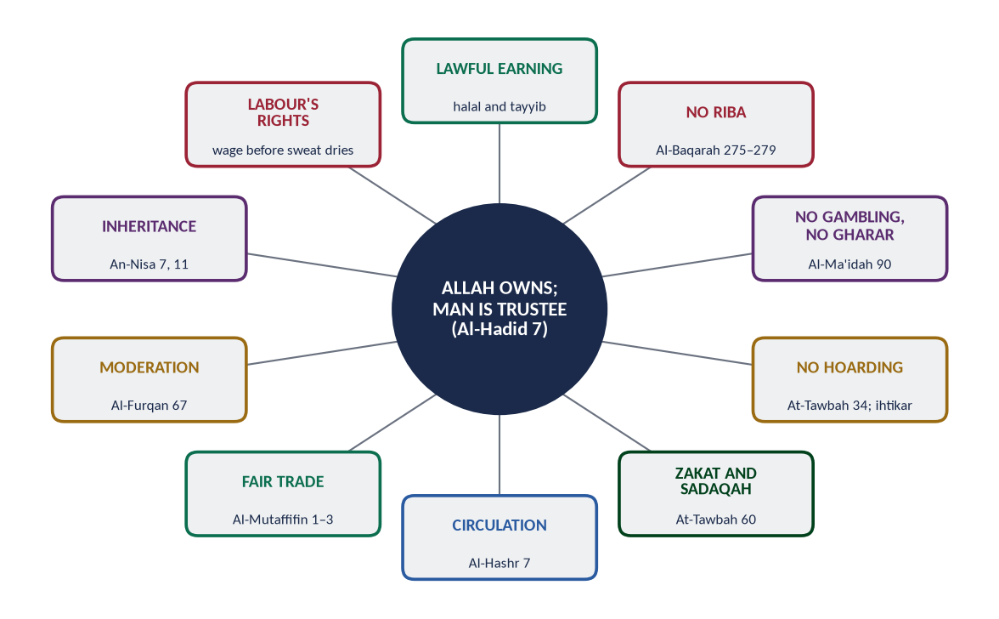 LAWFUL EARNING
halal and tayyib
NO RIBA
Al-Baqarah 275–279
NO GAMBLING,
NO GHARAR
Al-Ma'idah 90
NO HOARDING
At-Tawbah 34; ihtikar
ZAKAT AND
SADAQAH
At-Tawbah 60
CIRCULATION
Al-Hashr 7
FAIR TRADE
Al-Mutaffifin 1–3
MODERATION
Al-Furqan 67
INHERITANCE
An-Nisa 7, 11
LABOUR'S
RIGHTS
wage before sweat dries
ALLAH OWNS;
MAN IS TRUSTEE
(Al-Hadid 7)